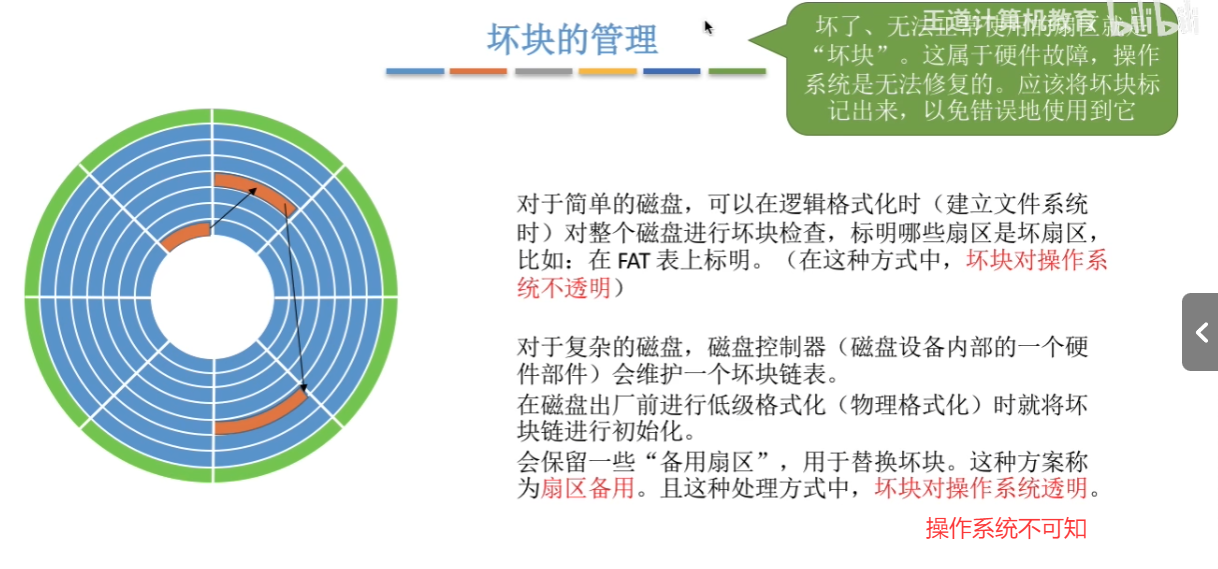 坏块的管理
王道计算机教育
bilibili
坏了、无法正常使用的扇区就是
“坏块”。这属于硬件故障，操作
系统是无法修复的。应该将坏块标
记出来，以免错误地使用到它
对于简单的磁盘，可以在逻辑格式化时（建立文件系统
时）对整个磁盘进行坏块检查，标明哪些扇区是坏扇区，
比如：在 FAT 表上标明。（在这种方式中，坏块对操作系
统不透明）
对于复杂的磁盘，磁盘控制器（磁盘设备内部的一个硬
件部件）会维护一个坏块链表。
在磁盘出厂前进行低级格式化（物理格式化）时就将坏
块链进行初始化。
会保留一些“备用扇区”，用于替换坏块。这种方案称
为扇区备用。且这种处理方式中，坏块对操作系统透明。
操作系统不可知